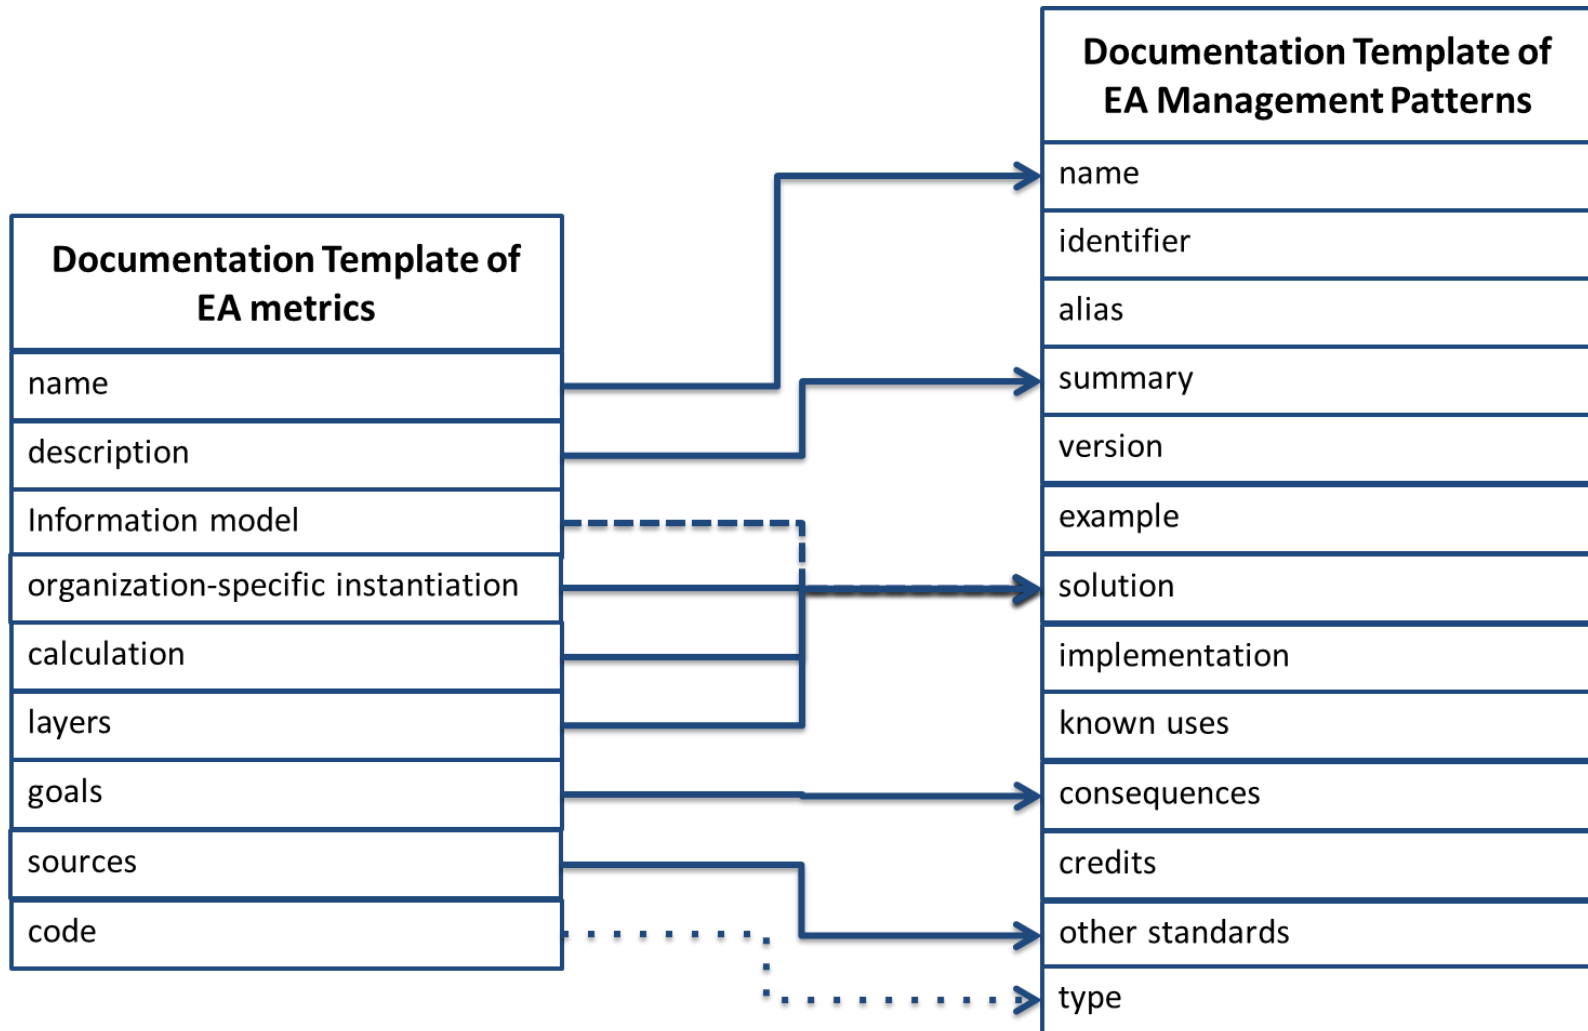 Documentation Template of
EA metrics
name
description
Information model
organization-specific instantiation
calculation
layers
goals
sources
code
Documentation Template of
EA Management Patterns
name
identifier
alias
summary
version
example
solution
implementation
known uses
consequences
credits
other standards
type